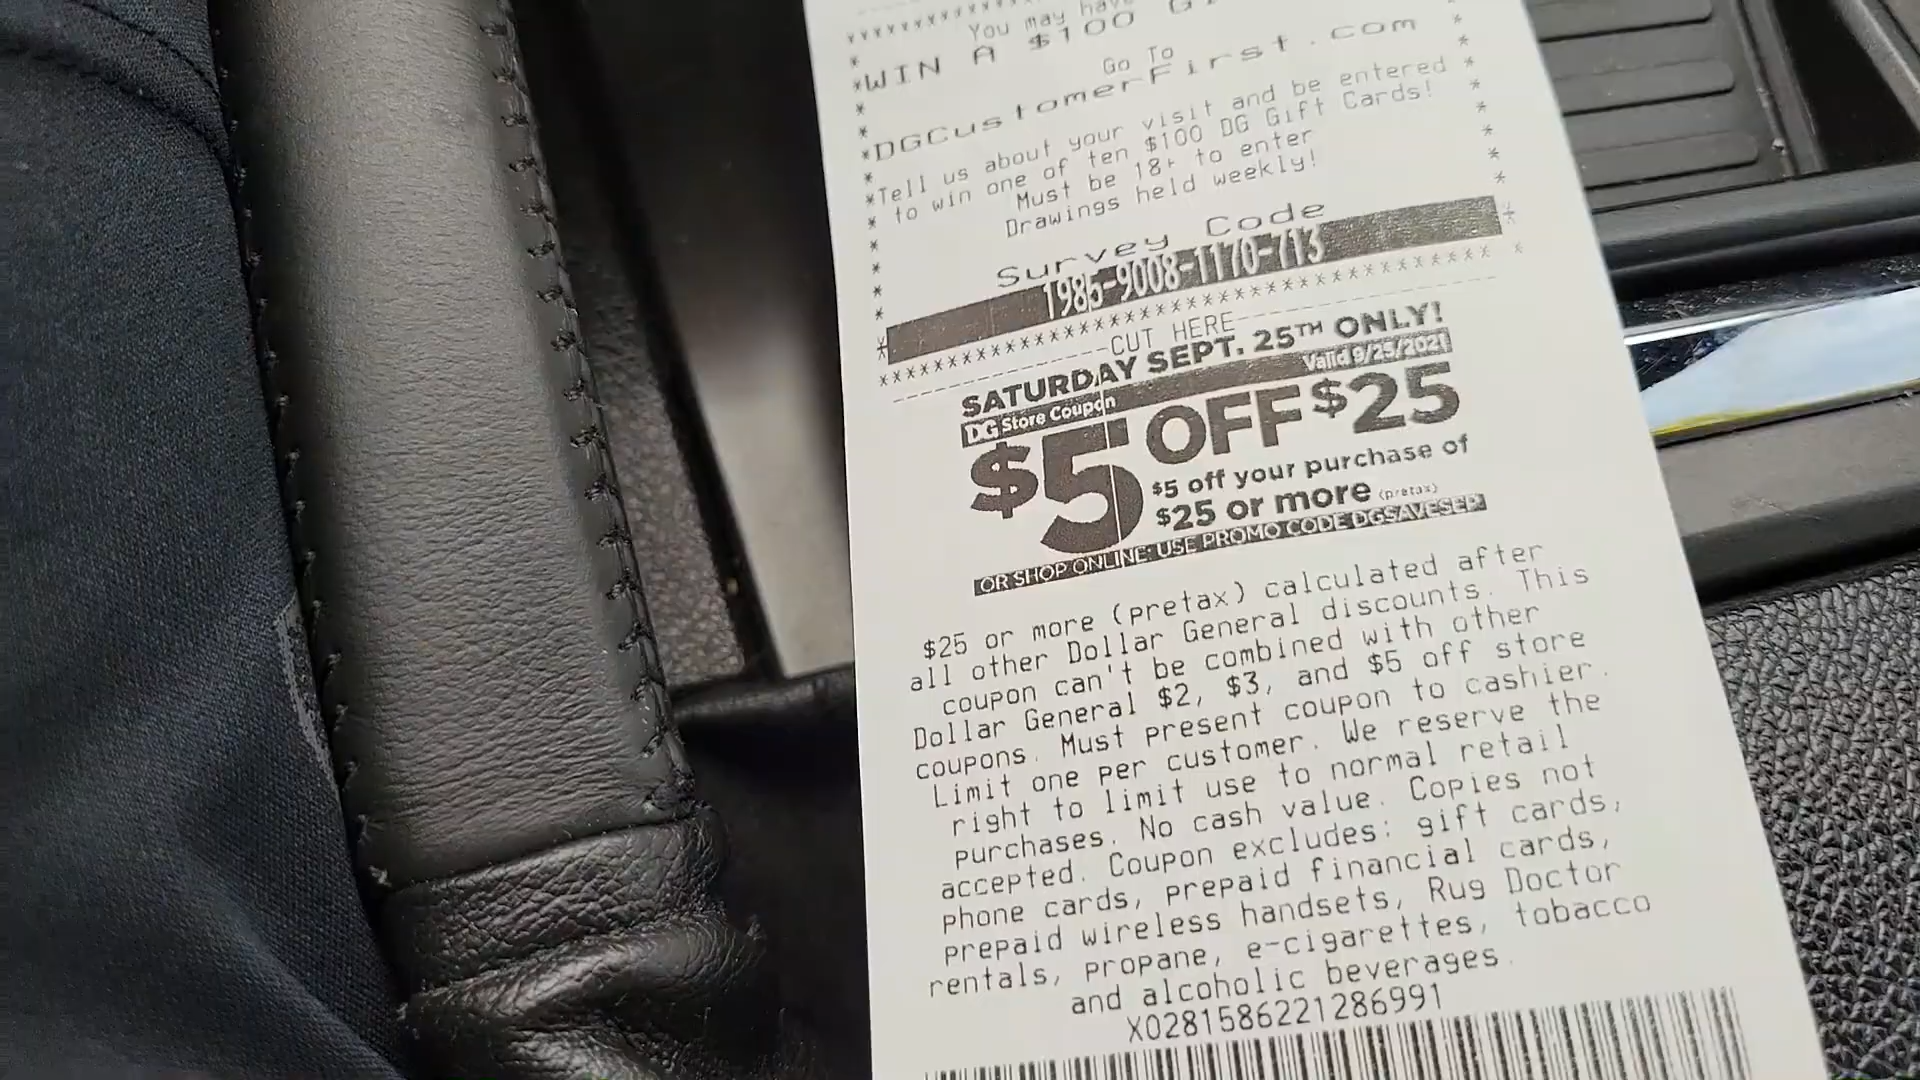 You may have
*WIN A $100
Go To
*DGCustomerFirst.com
*Tell us about your visit and be entered
to win one of ten $100 DG Gift Cards!
Must be 18+ to enter
Drawings held weekly!
Survey Code
1985-9008-1170-713
CUT HERE
SATURDAY SEPT. 25TH ONLY!
DG Store Coupon Valid 9/25/2021
$5 OFF $25
$5 off your purchase of
$25 or more (pretax)
OR SHOP ONLINE: USE PROMO CODE DGSAVESEP
$25 or more (pretax) calculated after
all other Dollar General discounts. This
coupon can't be combined with other
Dollar General $2, $3, and $5 off store
coupons. Must present coupon to cashier.
Limit one per customer. We reserve the
right to limit use to normal retail
purchases. No cash value. Copies not
accepted. Coupon excludes: gift cards,
phone cards, prepaid financial cards,
prepaid wireless handsets, Rug Doctor
rentals, propane, e-cigarettes, tobacco
and alcoholic beverages.
X0281586221286991